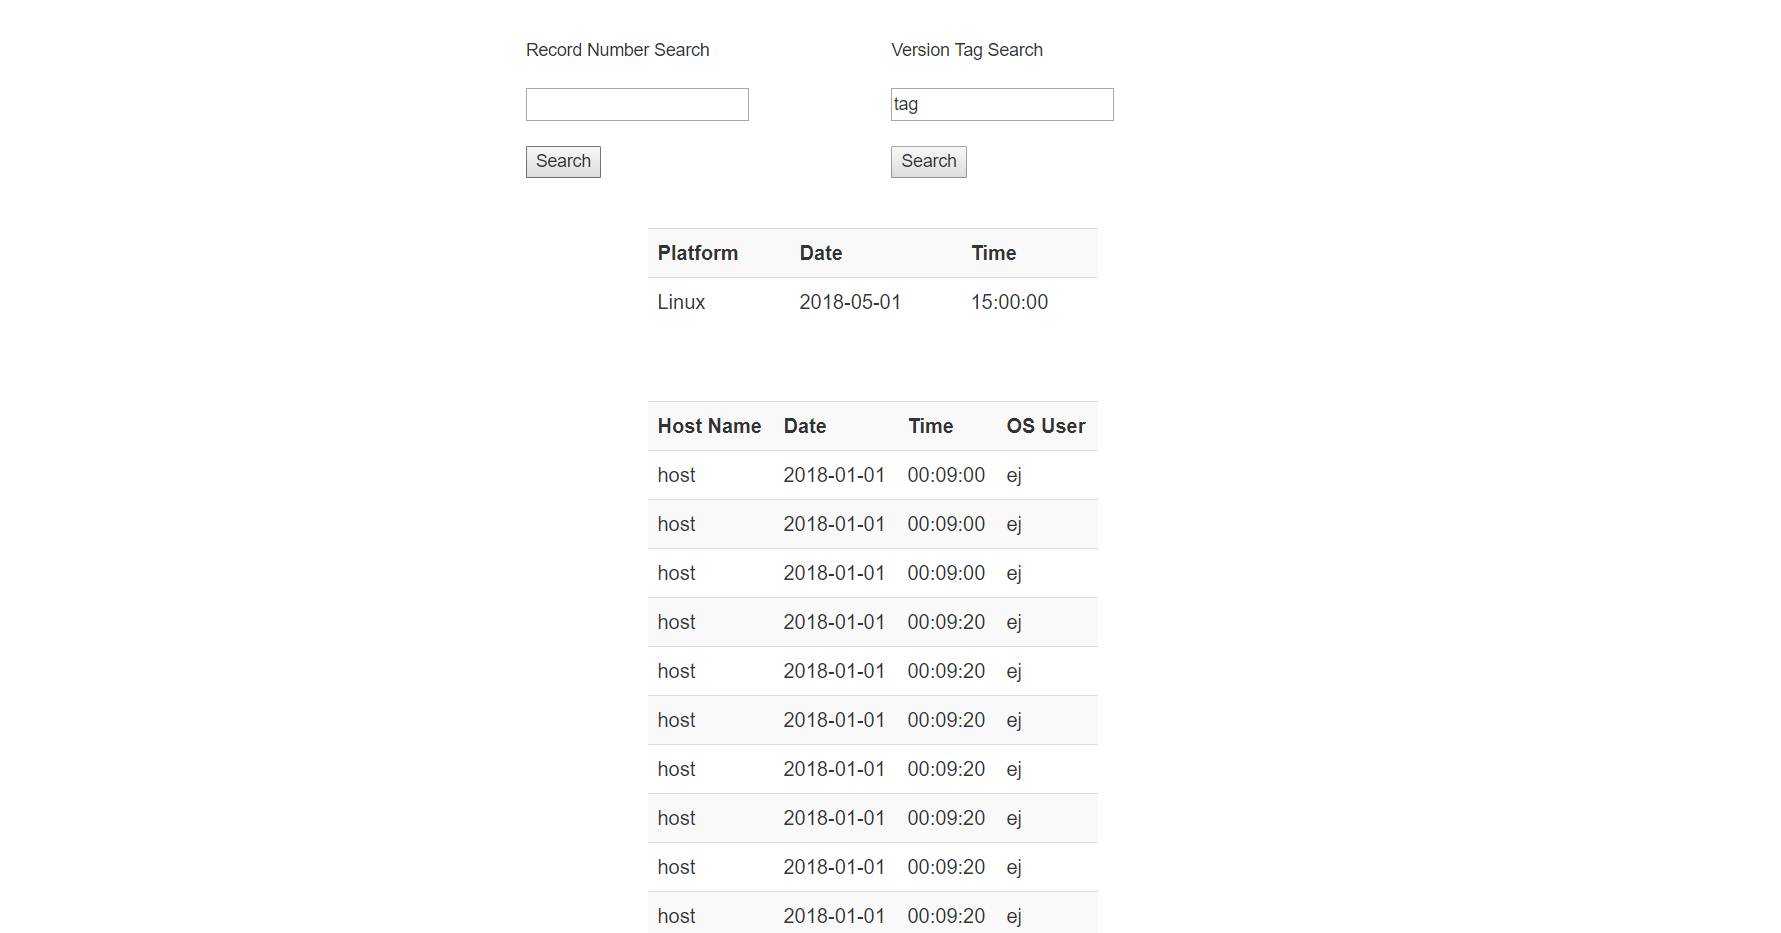 Record Number Search Version Tag Search
tag
Search Search
Platform Date Time
Linux 2018-05-01 15:00:00
Host Name Date Time OS User
host 2018-01-01 00:09:00 ej
host 2018-01-01 00:09:00 ej
host 2018-01-01 00:09:00 ej
host 2018-01-01 00:09:20 ej
host 2018-01-01 00:09:20 ej
host 2018-01-01 00:09:20 ej
host 2018-01-01 00:09:20 ej
host 2018-01-01 00:09:20 ej
host 2018-01-01 00:09:20 ej
host 2018-01-01 00:09:20 ej